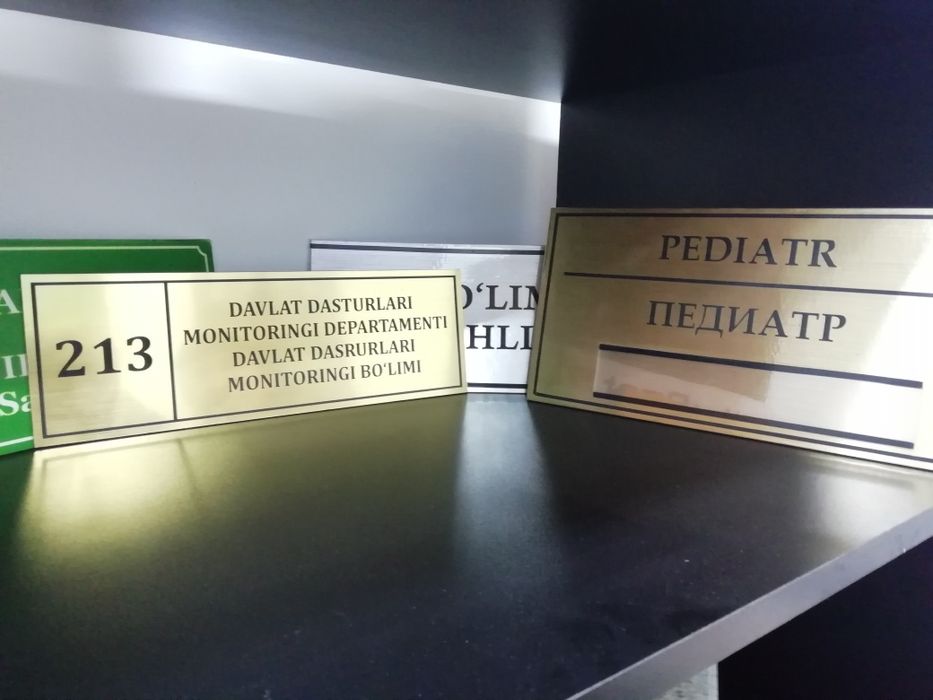 213
DAVLAT DASTURLARI
MONITORINGI DEPARTAMENTI
DAVLAT DASRURLARI
MONITORINGI BO‘LIMI
PEDIATR
ПЕДИАТР